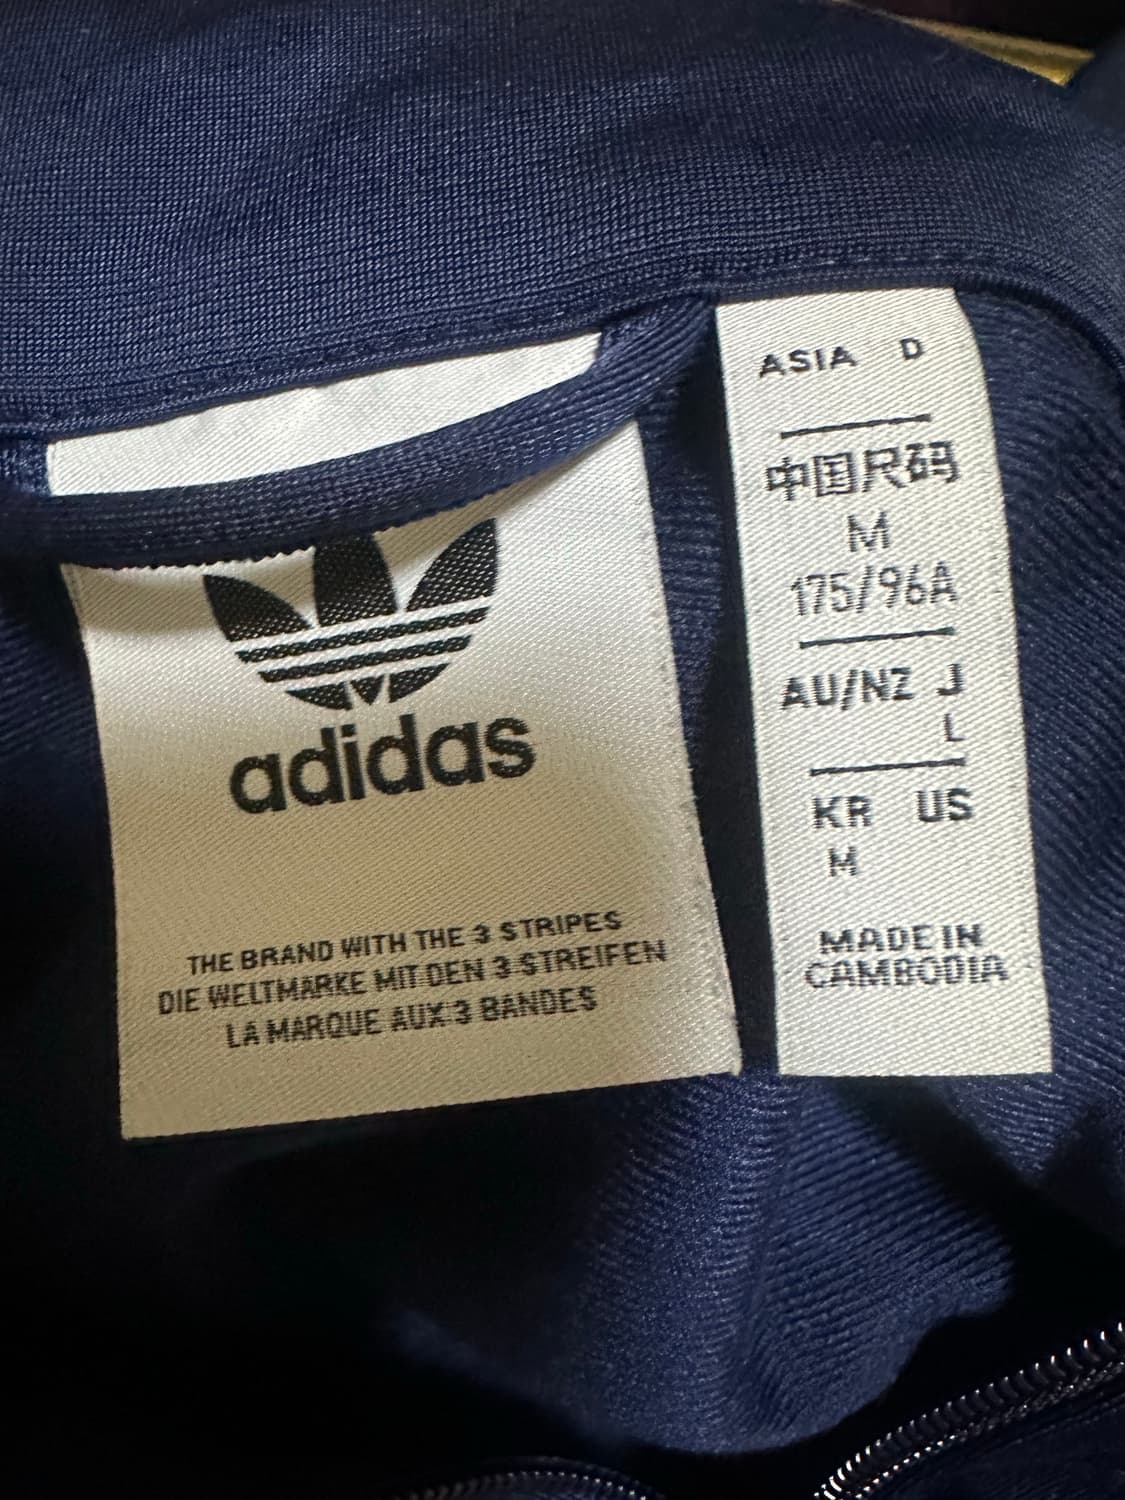 adidas
THE BRAND WITH THE 3 STRIPES
DIE WELTMARKE MIT DEN 3 STREIFEN
LA MARQUE AUX 3 BANDES
ASIA D
中国尺码
M
175/96A
AU/NZ J
L
KR US
M
MADE IN
CAMBODIA